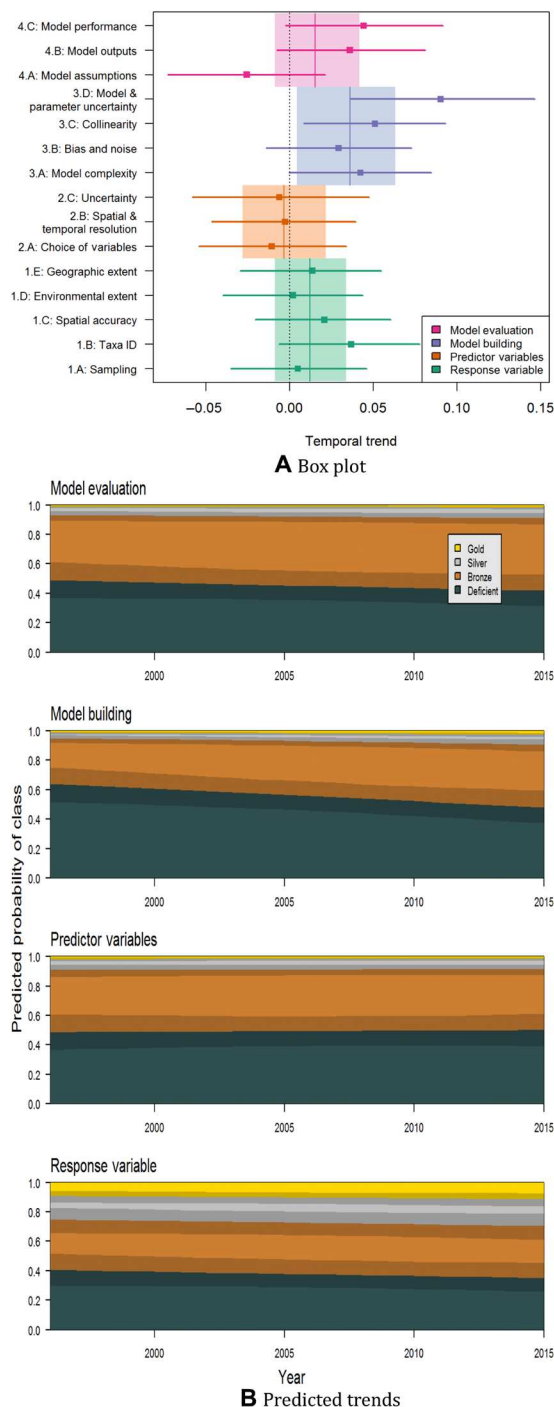 4.C: Model performance
4.B: Model outputs
4.A: Model assumptions
3.D: Model &
parameter uncertainty
3.C: Collinearity
3.B: Bias and noise
3.A: Model complexity
2.C: Uncertainty
2.B: Spatial &
temporal resolution
2.A: Choice of variables
1.E: Geographic extent
1.D: Environmental extent
1.C: Spatial accuracy
1.B: Taxa ID
1.A: Sampling
Model evaluation
Model building
Predictor variables
Response variable
−0.05 0.00 0.05 0.10 0.15
Temporal trend
A Box plot
Model evaluation
1.0
0.8
0.6
0.4
0.2
0.0
Gold
Silver
Bronze
Deficient
2000 2005 2010 2015
Model building
1.0
0.8
0.6
0.4
0.2
0.0
2000 2005 2010 2015
Predicted probability of class
Predictor variables
1.0
0.8
0.6
0.4
0.2
0.0
2000 2005 2010 2015
Response variable
1.0
0.8
0.6
0.4
0.2
0.0
2000 2005 2010 2015
Year
B Predicted trends